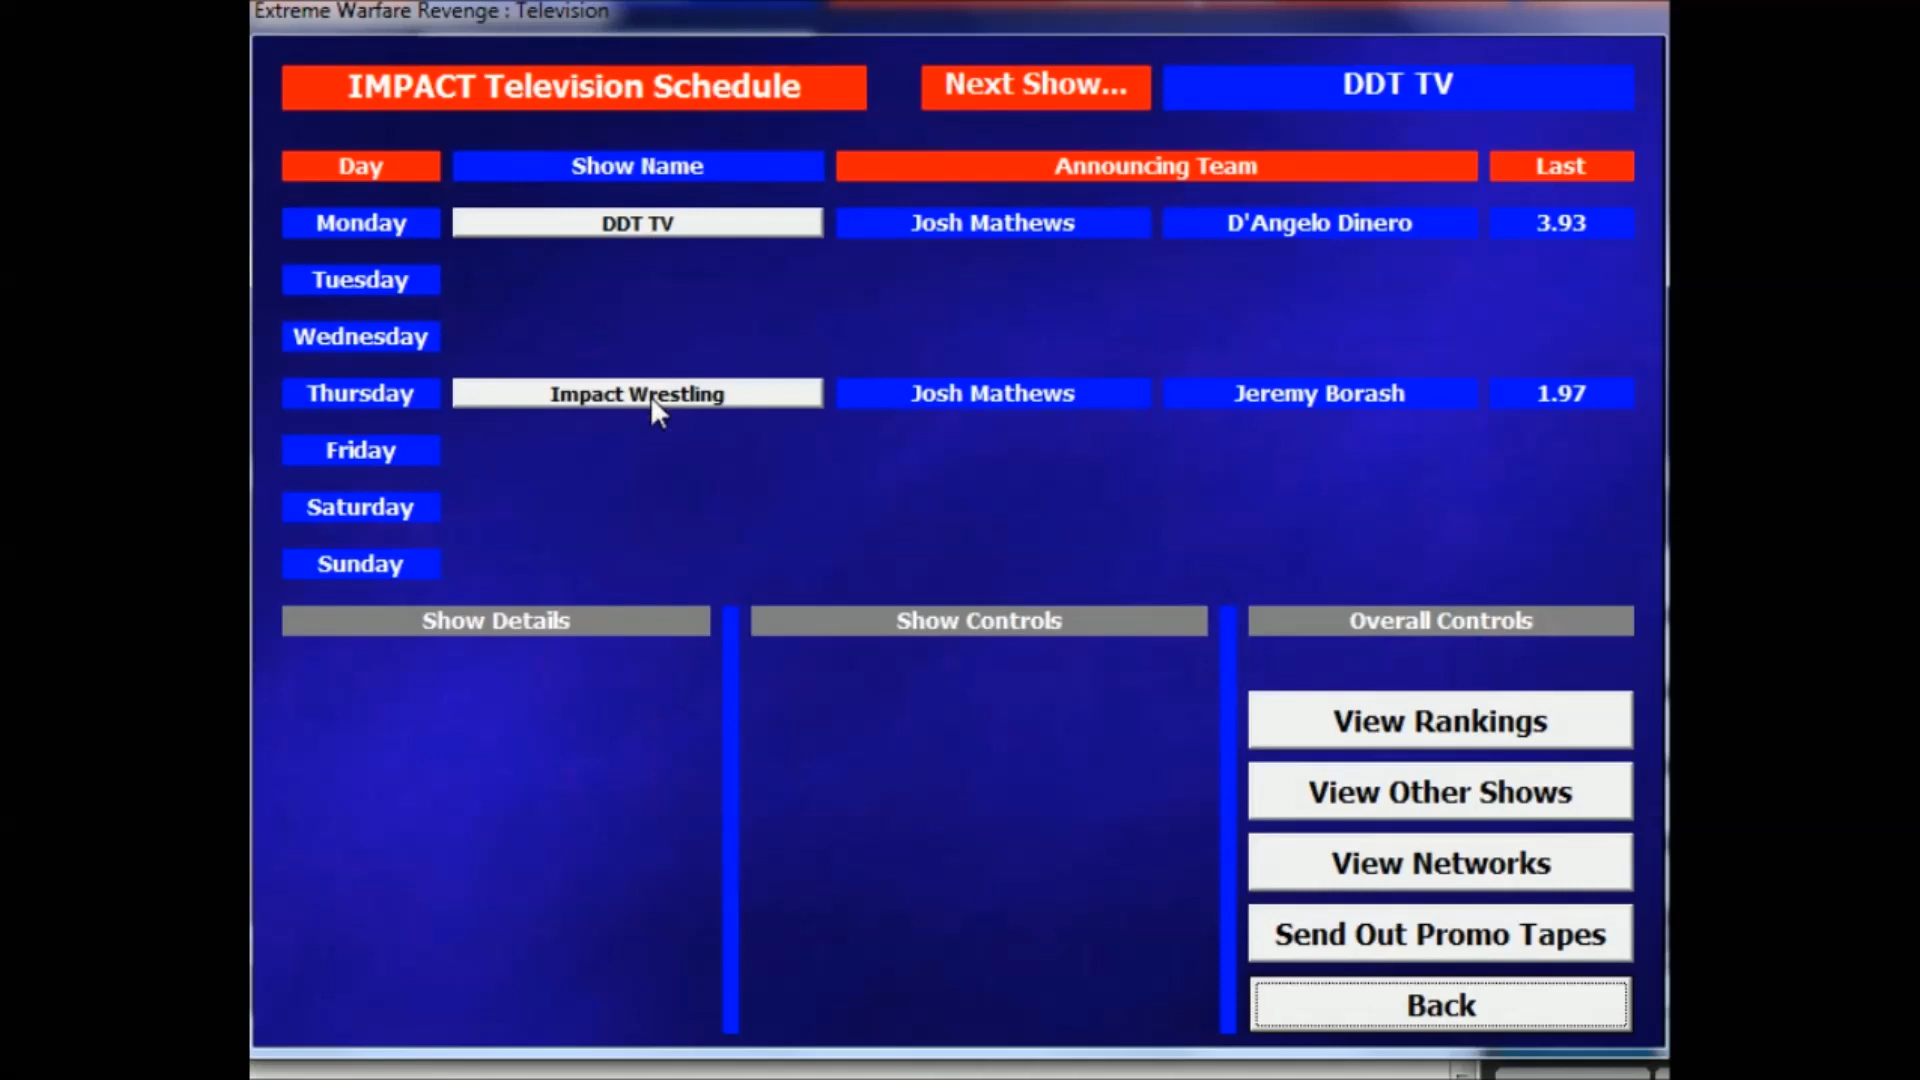 Extreme Warfare Revenge : Television
IMPACT Television Schedule Next Show... DDT TV
Day Show Name Announcing Team Last
Monday DDT TV Josh Mathews D'Angelo Dinero 3.93
Tuesday
Wednesday
Thursday Impact Wrestling Josh Mathews Jeremy Borash 1.97
Friday
Saturday
Sunday
Show Details Show Controls Overall Controls
View Rankings
View Other Shows
View Networks
Send Out Promo Tapes
Back